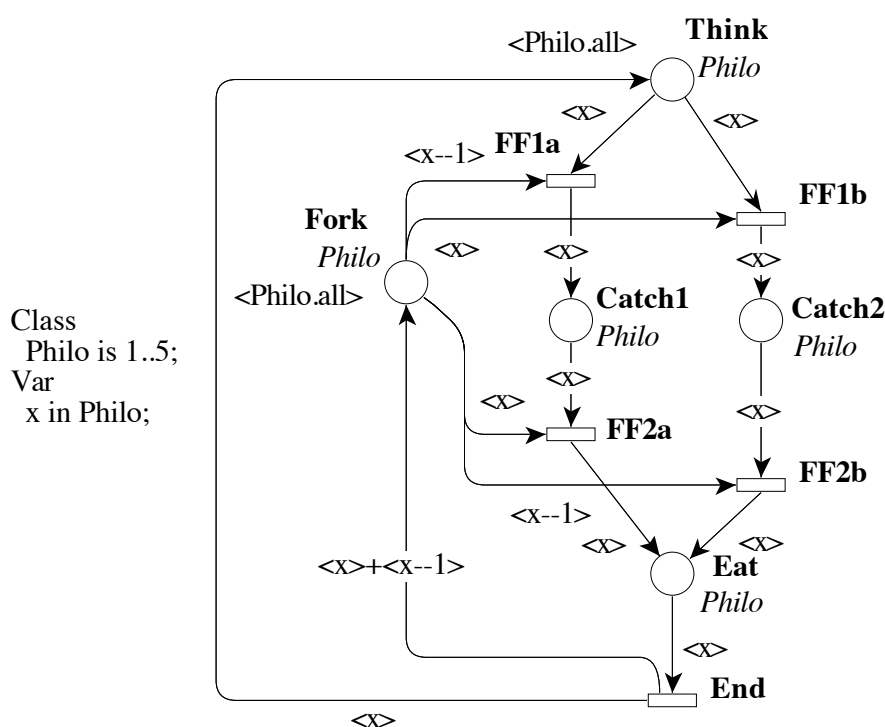 Think
<Philo.all>
Philo
<x>
<x>
FF1a
<x--1>
FF1b
Fork
Philo
<x>
<x>
<x>
<Philo.all>
Catch1
Philo
Catch2
Philo
Class
Philo is 1..5;
Var
x in Philo;
<x>
<x>
<x>
FF2a
FF2b
<x--1>
<x>
<x>
<x>+<x--1>
Eat
Philo
<x>
End
<x>